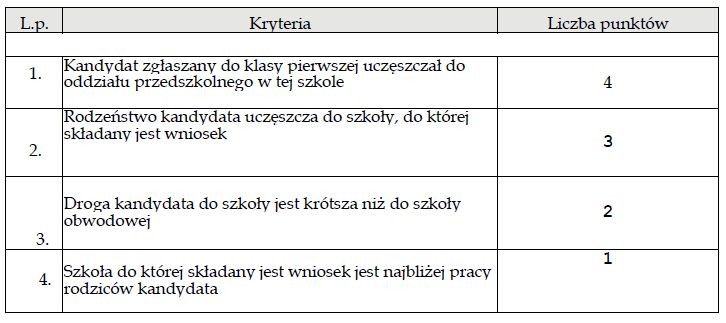 L.p. Kryteria Liczba punktów
1. Kandydat zgłaszany do klasy pierwszej uczęszczał do
oddziału przedszkolnego w tej szkole 4
Rodzeństwo kandydata uczęszcza do szkoły, do której
składany jest wniosek 3
2.
Droga kandydata do szkoły jest krótsza niż do szkoły 2
obwodowej
3.
1
4. Szkoła do której składany jest wniosek jest najbliżej pracy
rodziców kandydata